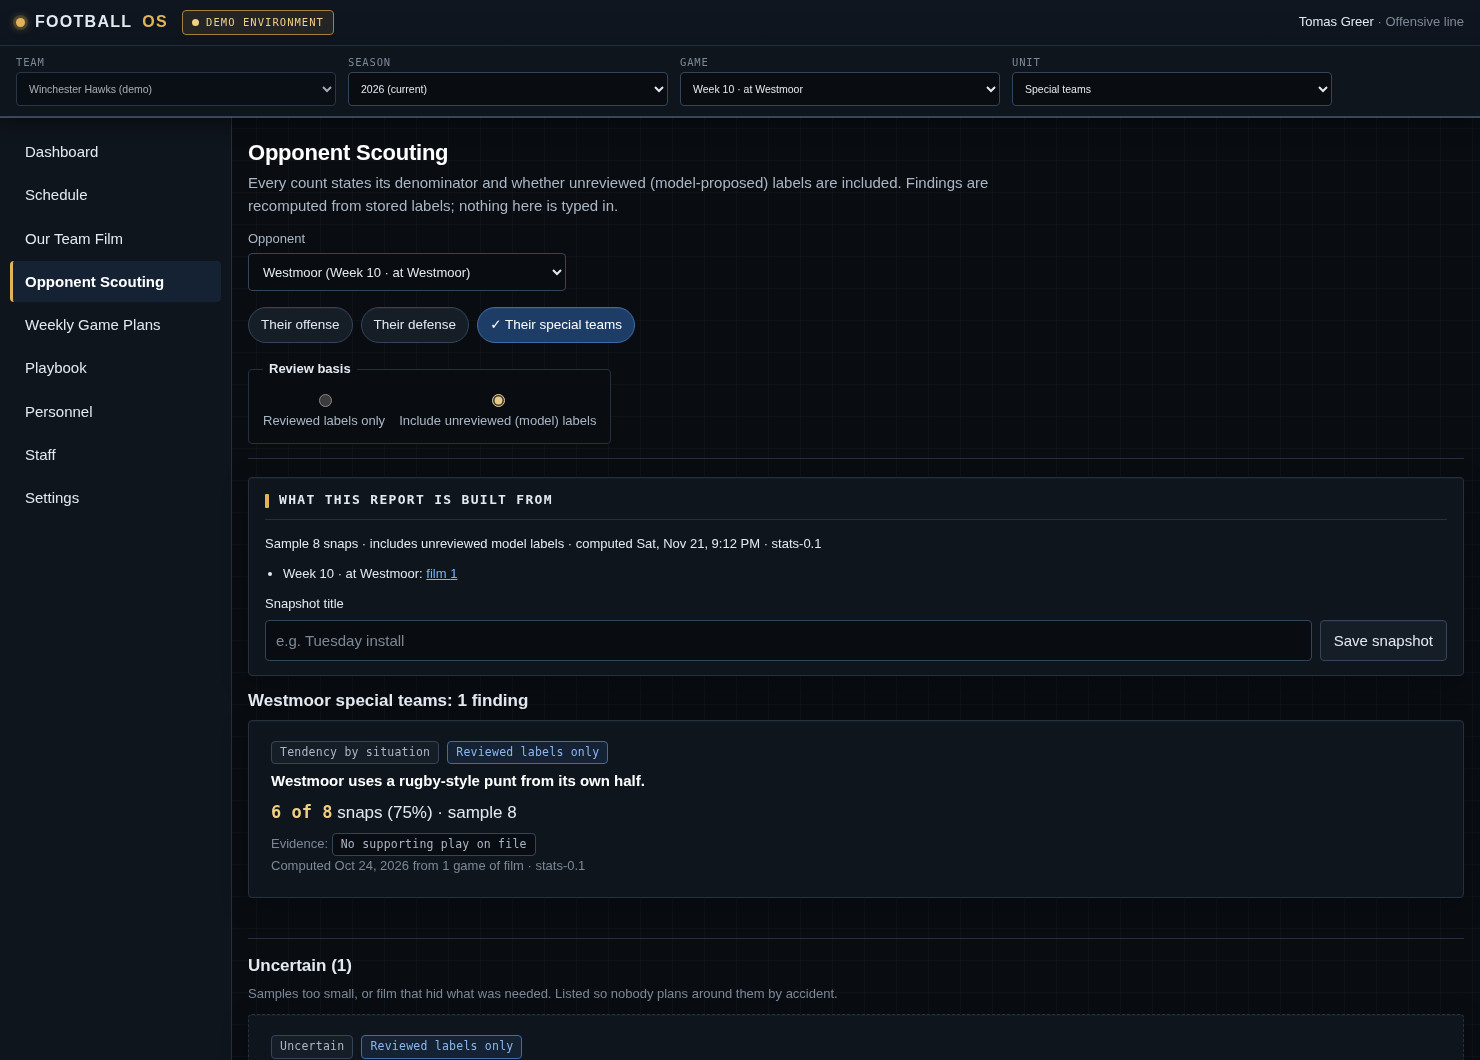 FOOTBALL OS
DEMO ENVIRONMENT
Tomas Greer · Offensive line
TEAM
SEASON
GAME
UNIT
Winchester Hawks (demo)
2026 (current)
Week 10 · at Westmoor
Special teams
Dashboard
Schedule
Our Team Film
Opponent Scouting
Weekly Game Plans
Playbook
Personnel
Staff
Settings
Opponent Scouting
Every count states its denominator and whether unreviewed (model-proposed) labels are included. Findings are
recomputed from stored labels; nothing here is typed in.
Opponent
Westmoor (Week 10 · at Westmoor)
Their offense
Their defense
✓ Their special teams
Review basis
Reviewed labels only
Include unreviewed (model) labels
WHAT THIS REPORT IS BUILT FROM
Sample 8 snaps · includes unreviewed model labels · computed Sat, Nov 21, 9:12 PM · stats-0.1
• Week 10 · at Westmoor: film 1
Snapshot title
e.g. Tuesday install
Save snapshot
Westmoor special teams: 1 finding
Tendency by situation
Reviewed labels only
Westmoor uses a rugby-style punt from its own half.
6 of 8 snaps (75%) · sample 8
Evidence: No supporting play on file
Computed Oct 24, 2026 from 1 game of film · stats-0.1
Uncertain (1)
Samples too small, or film that hid what was needed. Listed so nobody plans around them by accident.
Uncertain
Reviewed labels only